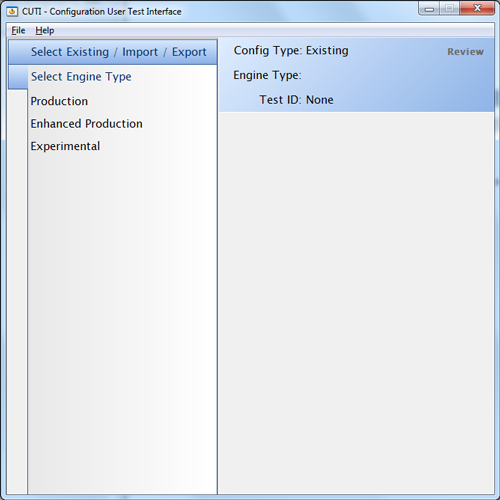 CUTI - Configuration User Test Interface
File Help
Select Existing / Import / Export
Select Engine Type
Production
Enhanced Production
Experimental
Config Type: Existing
Review
Engine Type:
Test ID: None